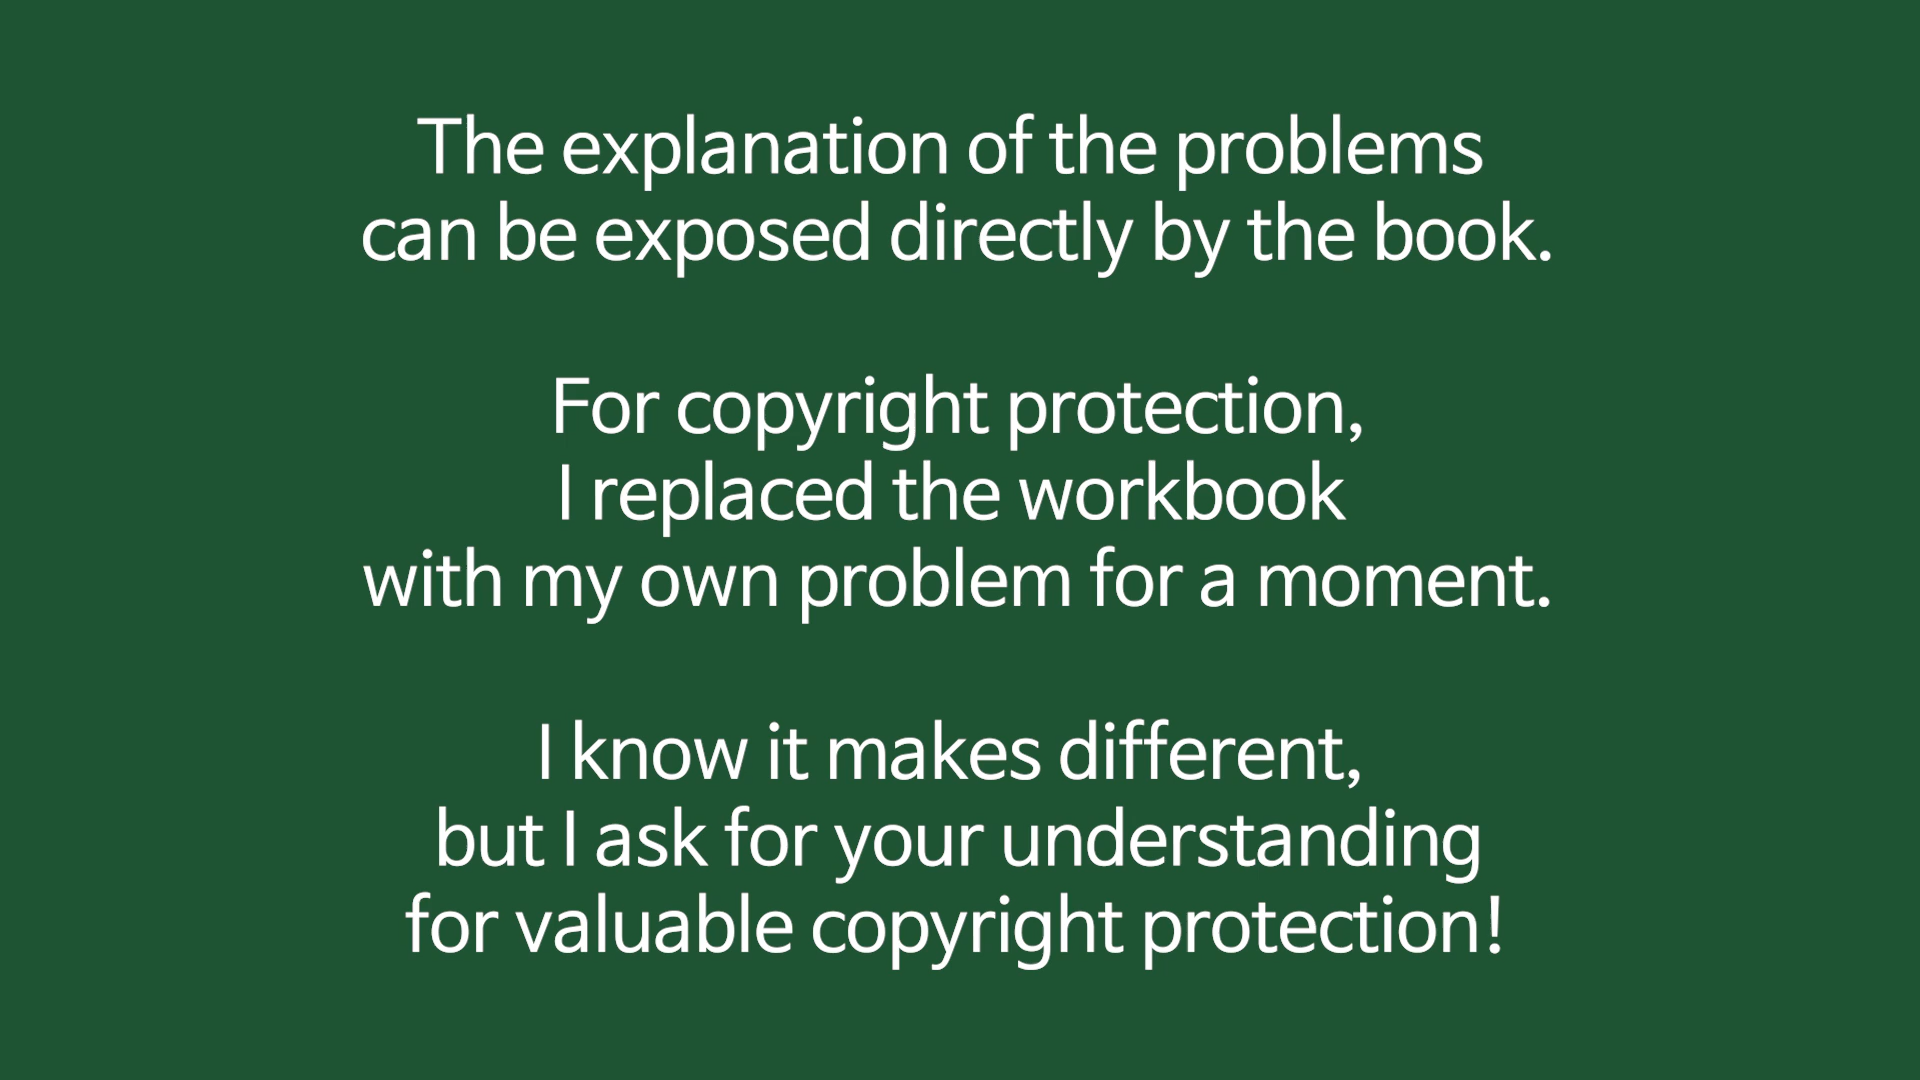 The explanation of the problems
can be exposed directly by the book.
For copyright protection,
I replaced the workbook
with my own problem for a moment.
I know it makes different,
but I ask for your understanding
for valuable copyright protection!